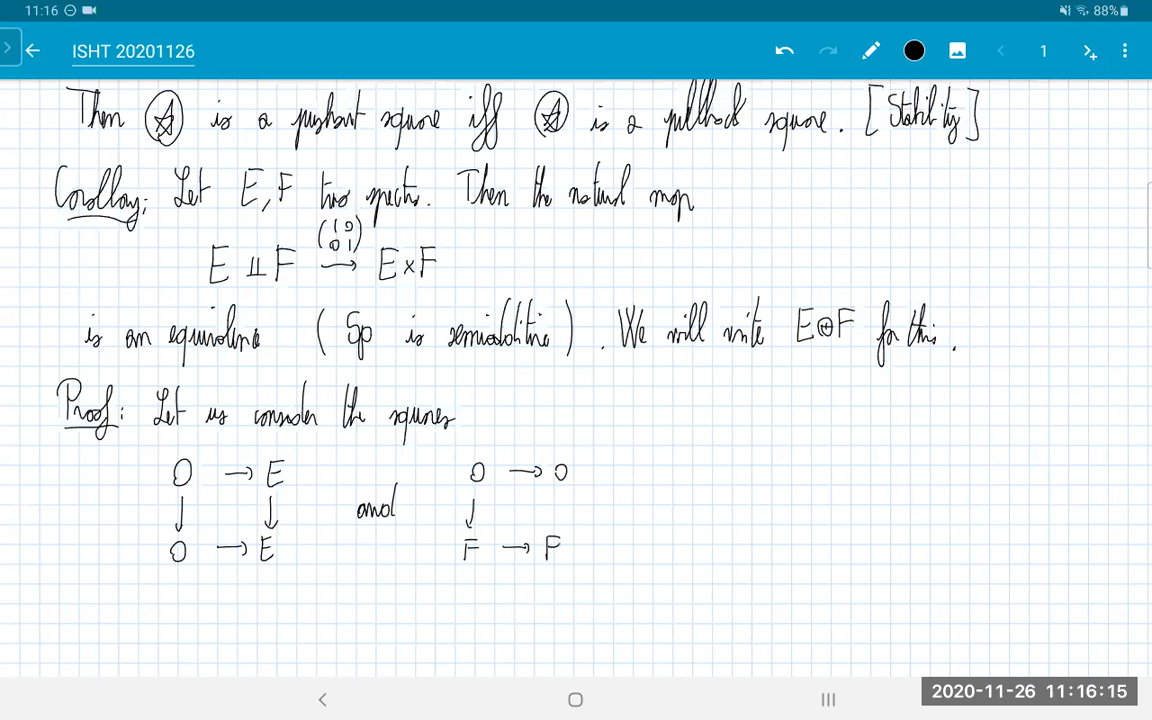 11:16
88%
ISHT 20201126
1
Then ☆ is a pushout square iff ☆ is a pullback square. [Stability]
Corollary: Let E, F two spectra. Then the natural map
E ⨿ F → E × F
(1 0
0 1)
is an equivalence ( Sp is semiadditive ). We will write E ⊕ F for this.
Proof: Let us consider the squares
0 → E 0 → 0
↓ ↓ and ↓
0 → E F → F
2020-11-26 11:16:15